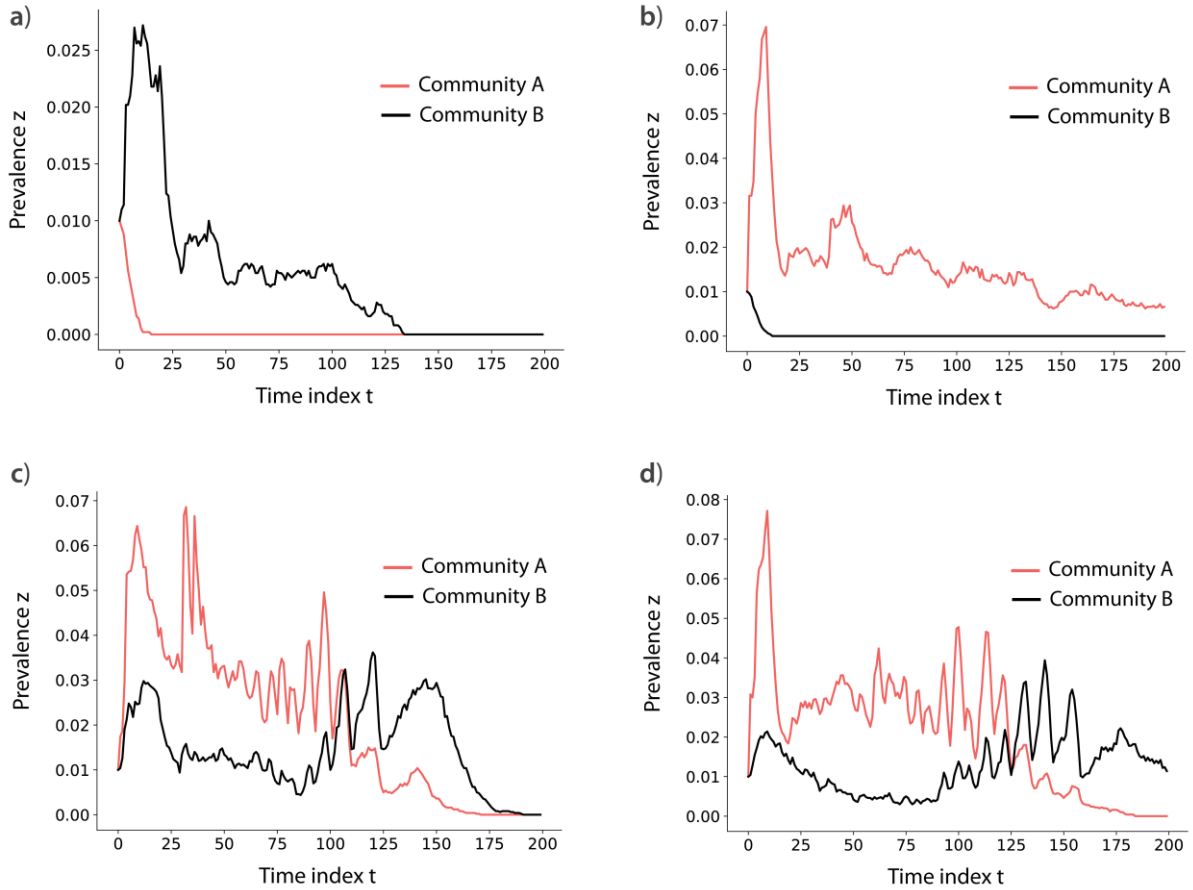 a)
Prevalence z
0.025
0.020
0.015
0.010
0.005
0.000
Community A
Community B
0 25 50 75 100 125 150 175 200
Time index t
b)
Prevalence z
0.07
0.06
0.05
0.04
0.03
0.02
0.01
0.00
Community A
Community B
0 25 50 75 100 125 150 175 200
Time index t
c)
Prevalence z
0.07
0.06
0.05
0.04
0.03
0.02
0.01
0.00
Community A
Community B
0 25 50 75 100 125 150 175 200
Time index t
d)
Prevalence z
0.08
0.07
0.06
0.05
0.04
0.03
0.02
0.01
0.00
Community A
Community B
0 25 50 75 100 125 150 175 200
Time index t